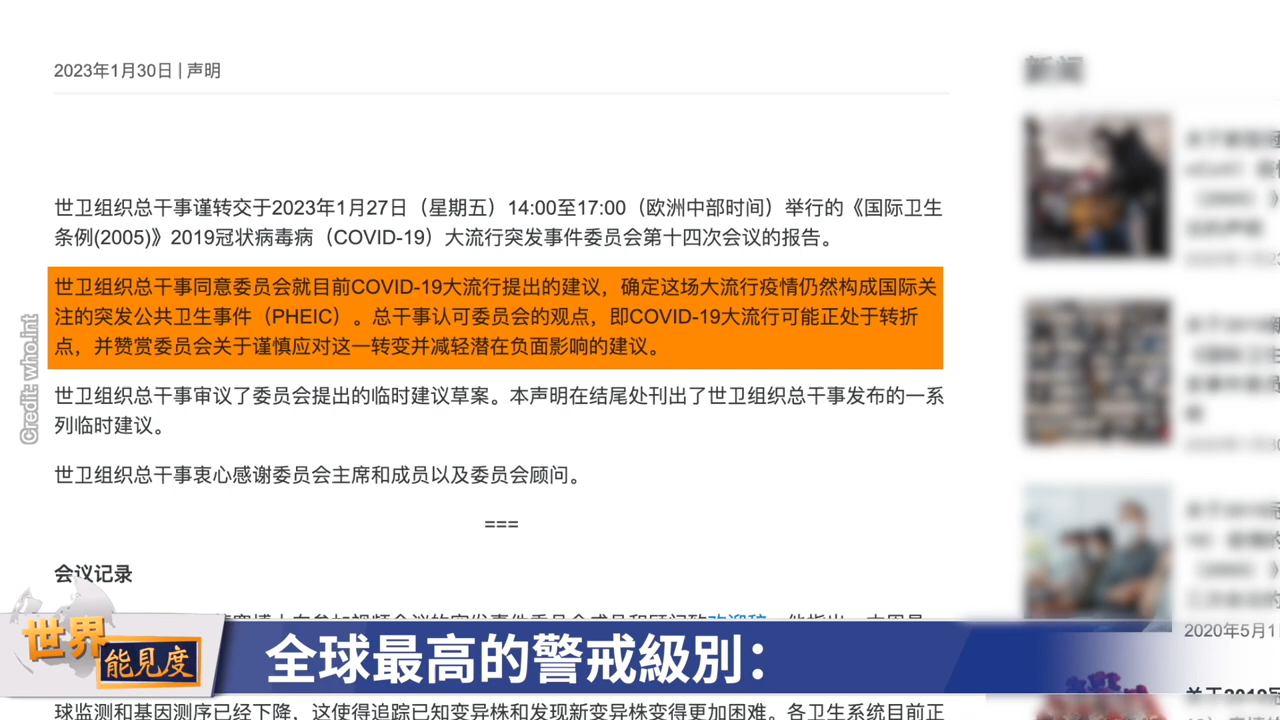 2023年1月30日 | 声明
世卫组织总干事谨转交于2023年1月27日（星期五）14:00至17:00（欧洲中部时间）举行的《国际卫生
条例(2005)》2019冠状病毒病（COVID-19）大流行突发事件委员会第十四次会议的报告。
世卫组织总干事同意委员会就目前COVID-19大流行提出的建议，确定这场大流行疫情仍然构成国际关
注的突发公共卫生事件（PHEIC）。总干事认可委员会的观点，即COVID-19大流行可能正处于转折
点，并赞赏委员会关于谨慎应对这一转变并减轻潜在负面影响的建议。
世卫组织总干事审议了委员会提出的临时建议草案。本声明在结尾处刊出了世卫组织总干事发布的一系
列临时建议。
世卫组织总干事衷心感谢委员会主席和成员以及委员会顾问。
===
会议记录
球监测和基因测序已经下降，这使得追踪已知变异株和发现新变异株变得更加困难。各卫生系统目前正
新闻
2020年5月1
Credit: who.int
世界
能見度
全球最高的警戒級別：